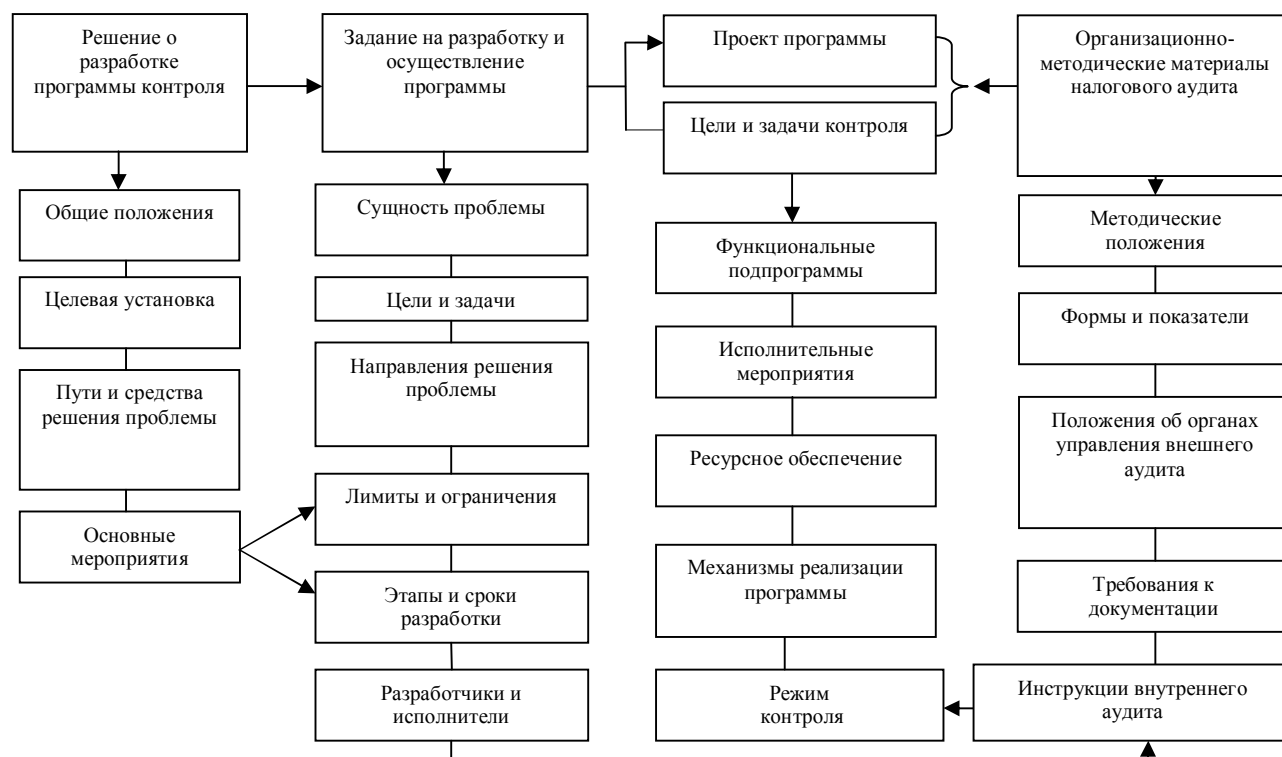 Решение о
разработке
программы контроля
Общие положения
Целевая установка
Пути и средства
решения проблемы
Основные
мероприятия
Задание на разработку и
осуществление
программы
Сущность проблемы
Цели и задачи
Направления решения
проблемы
Лимиты и ограничения
Этапы и сроки
разработки
Разработчики и
исполнители
Проект программы
Цели и задачи контроля
Функциональные
подпрограммы
Исполнительные
мероприятия
Ресурсное обеспечение
Механизмы реализации
программы
Режим
контроля
Организационно-
методические материалы
налогового аудита
Методические
положения
Формы и показатели
Положения об органах
управления внешнего
аудита
Требования к
документации
Инструкции внутреннего
аудита